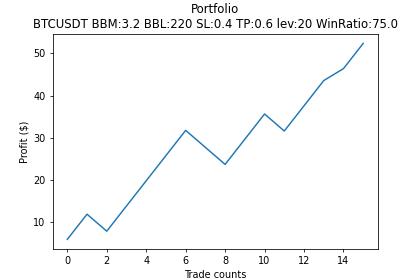 Portfolio
BTCUSDT BBM:3.2 BBL:220 SL:0.4 TP:0.6 lev:20 WinRatio:75.0
50
40
30
20
10
Profit ($)
0 2 4 6 8 10 12 14
Trade counts